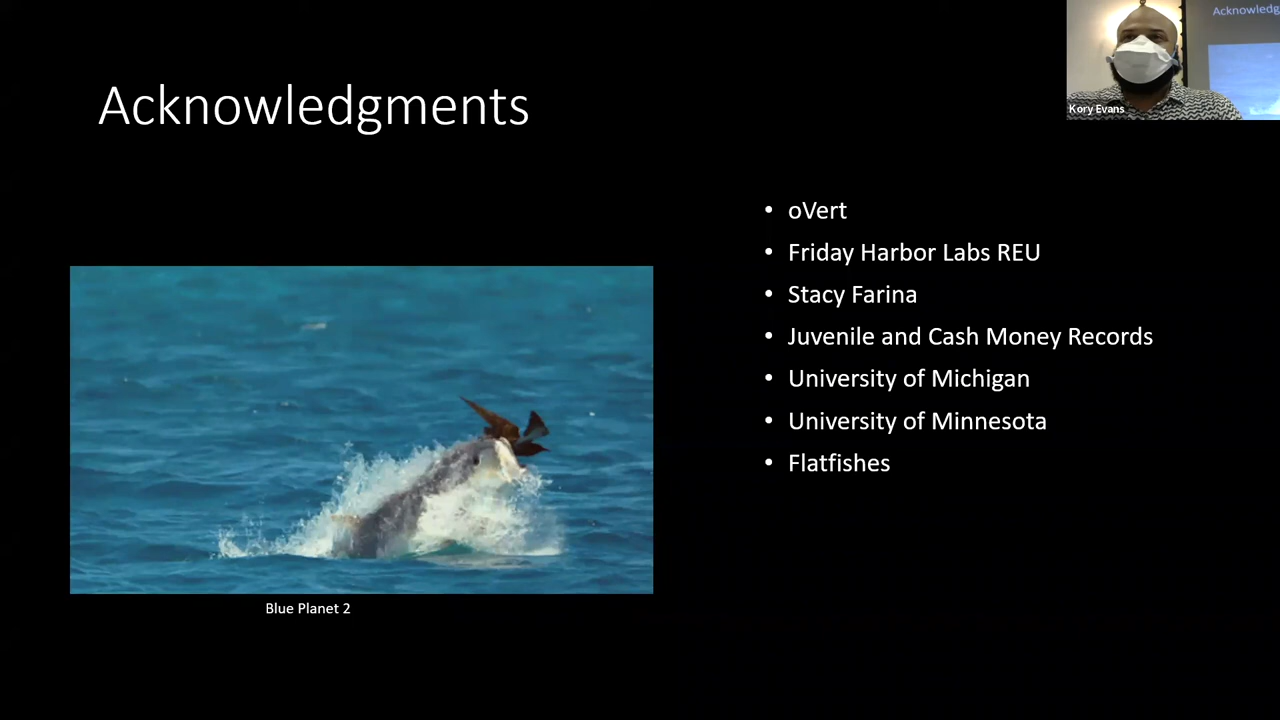 Acknowledgments
Acknowledg
Kory Evans
• oVert
• Friday Harbor Labs REU
• Stacy Farina
• Juvenile and Cash Money Records
• University of Michigan
• University of Minnesota
• Flatfishes
Blue Planet 2